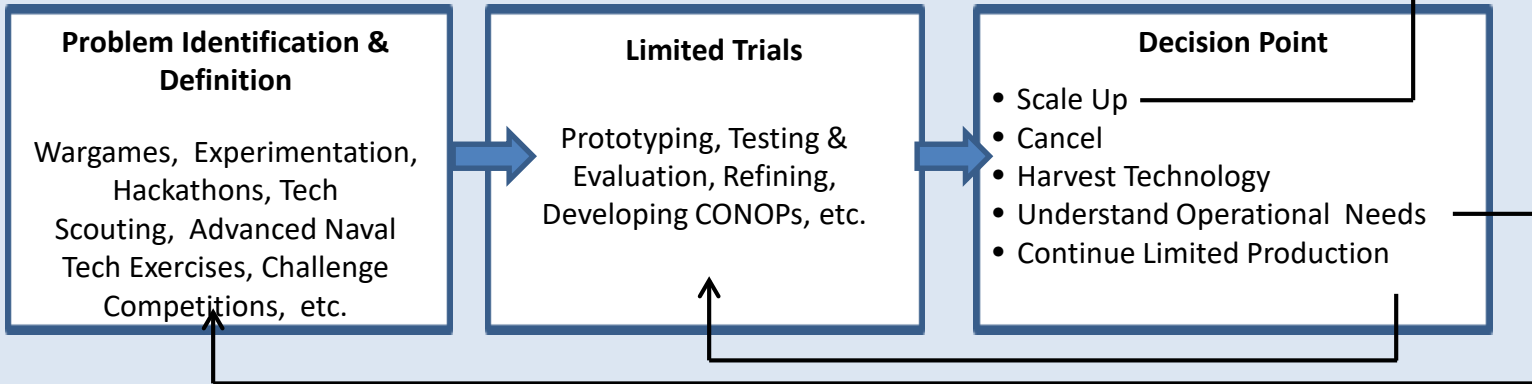 Problem Identification &
Definition
Wargames, Experimentation,
Hackathons, Tech
Scouting, Advanced Naval
Tech Exercises, Challenge
Competitions, etc.
Limited Trials
Prototyping, Testing &
Evaluation, Refining,
Developing CONOPs, etc.
Decision Point
• Scale Up
• Cancel
• Harvest Technology
• Understand Operational Needs
• Continue Limited Production